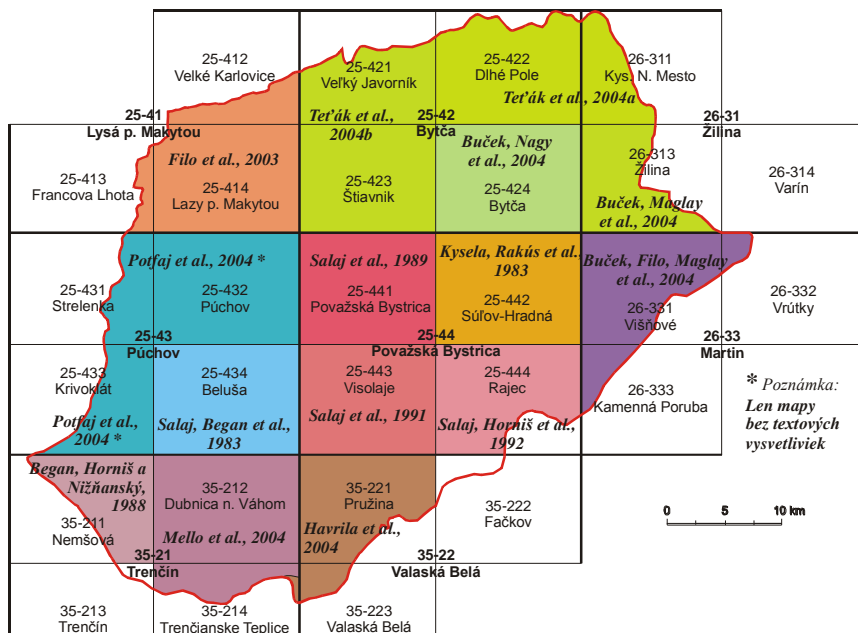 25-412
Velké Karlovice
25-421
Veľký Javorník
25-422
Dlhé Pole
26-311
Kys. N. Mesto
Teťák et al., 2004a
25-41
Lysá p. Makytou
Teťák et al.,
2004b
25-42
Bytča
26-31
Žilina
Filo et al., 2003
Buček, Nagy
et al., 2004
26-313
Žilina
26-314
Varín
25-413
Francova Lhota
25-414
Lazy p. Makytou
25-423
Štiavnik
25-424
Bytča
Buček, Maglay
et al., 2004
Potfaj et al., 2004 *
Salaj et al., 1989
Kysela, Rakús et al.,
1983
Buček, Filo, Maglay
et al., 2004
25-431
Strelenka
25-432
Púchov
25-441
Považská Bystrica
25-442
Súľov-Hradná
26-331
Višňové
26-332
Vrútky
25-43
Púchov
25-44
Považská Bystrica
26-33
Martin
25-433
Krivoklát
25-434
Beluša
25-443
Visolaje
25-444
Rajec
26-333
Kamenná Poruba
* Poznámka:
Len mapy
bez textových
vysvetliviek
Potfaj et al.,
2004 *
Salaj, Began et al.,
1983
Salaj et al., 1991
Salaj, Horniš et al.,
1992
Began, Horniš a
Nižňanský,
1988
35-211
Nemšová
35-212
Dubnica n. Váhom
35-221
Pružina
35-222
Fačkov
Mello et al., 2004
Havrila et al.,
2004
0 5 10 km
35-21
Trenčín
35-22
Valaská Belá
35-213
Trenčín
35-214
Trenčianske Teplice
35-223
Valaská Belá